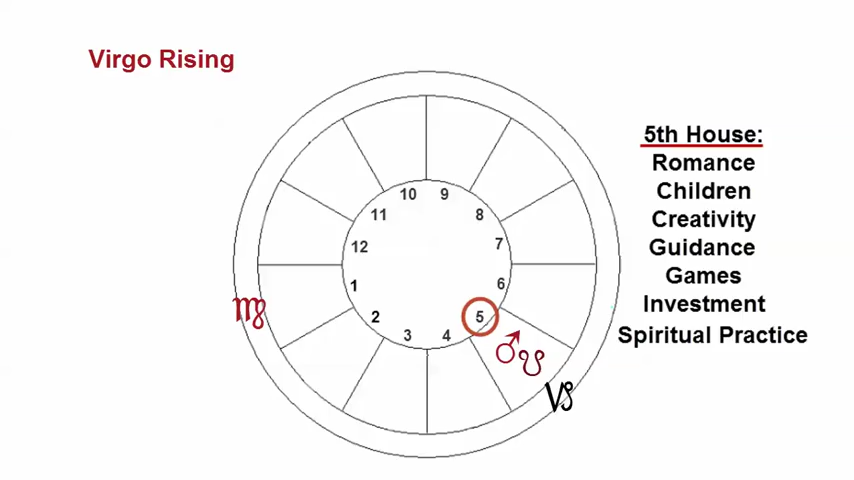 Virgo Rising
5th House:
Romance
Children
Creativity
Guidance
Games
Investment
Spiritual Practice
10 9
11 8
12 7
1 6
2 5
3 4
♍
♂☋
♑